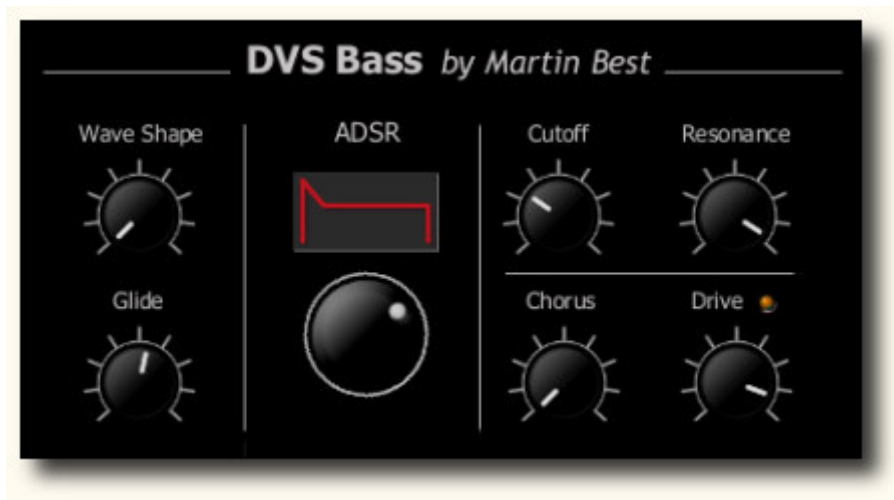 DVS Bass by Martin Best
Wave Shape
ADSR
Cutoff
Resonance
Glide
Chorus
Drive